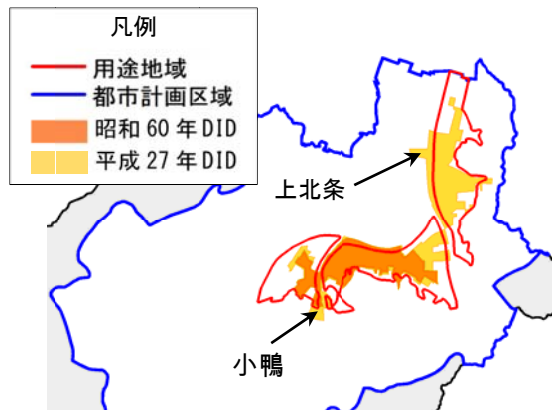 凡例
用途地域
都市計画区域
昭和 60 年 DID
平成 27 年 DID
上北条
小鴨